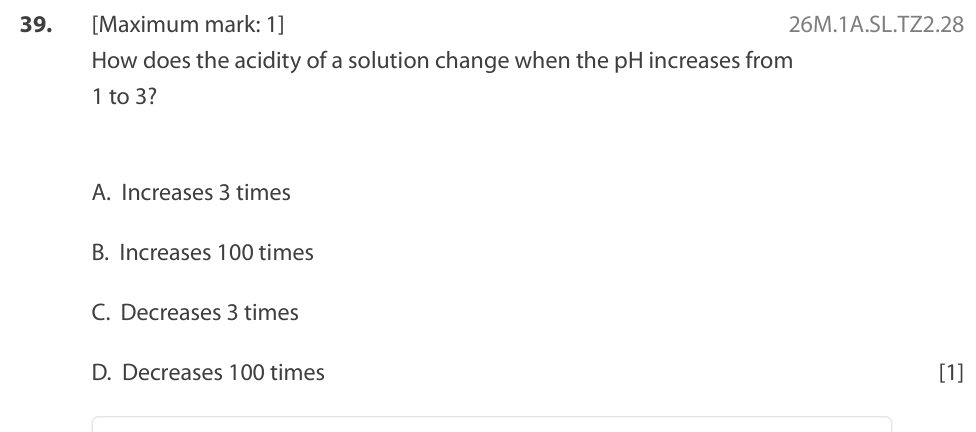 39. [Maximum mark: 1] 26M.1A.SL.TZ2.28
How does the acidity of a solution change when the pH increases from
1 to 3?
A. Increases 3 times
B. Increases 100 times
C. Decreases 3 times
D. Decreases 100 times [1]